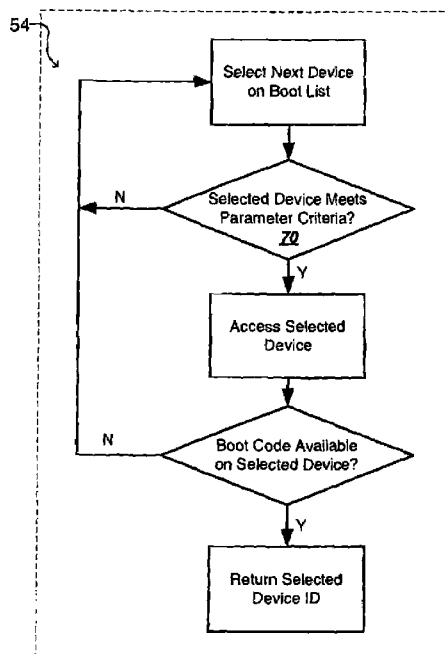 54
Select Next Device
on Boot List
Selected Device Meets
Parameter Criteria?
70
N
Y
Access Selected
Device
Boot Code Available
on Selected Device?
N
Y
Return Selected
Device ID